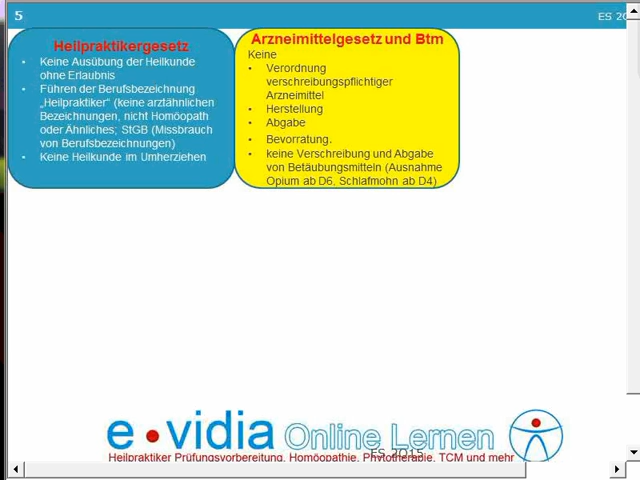 5
ES 20
Heilpraktikergesetz
• Keine Ausübung der Heilkunde
ohne Erlaubnis
• Führen der Berufsbezeichnung
„Heilpraktiker“ (keine arztähnlichen
Bezeichnungen, nicht Homöopath
oder Ähnliches; StGB (Missbrauch
von Berufsbezeichnungen)
• Keine Heilkunde im Umherziehen
Arzneimittelgesetz und Btm
Keine
• Verordnung
verschreibungspflichtiger
Arzneimittel
• Herstellung
• Abgabe
• Bevorratung.
• keine Verschreibung und Abgabe
von Betäubungsmitteln (Ausnahme
Opium ab D6, Schlafmohn ab D4)
e•vidia Online Lernen
ES 2015
Heilpraktiker Prüfungsvorbereitung, Homöopathie, Phytotherapie, TCM und mehr